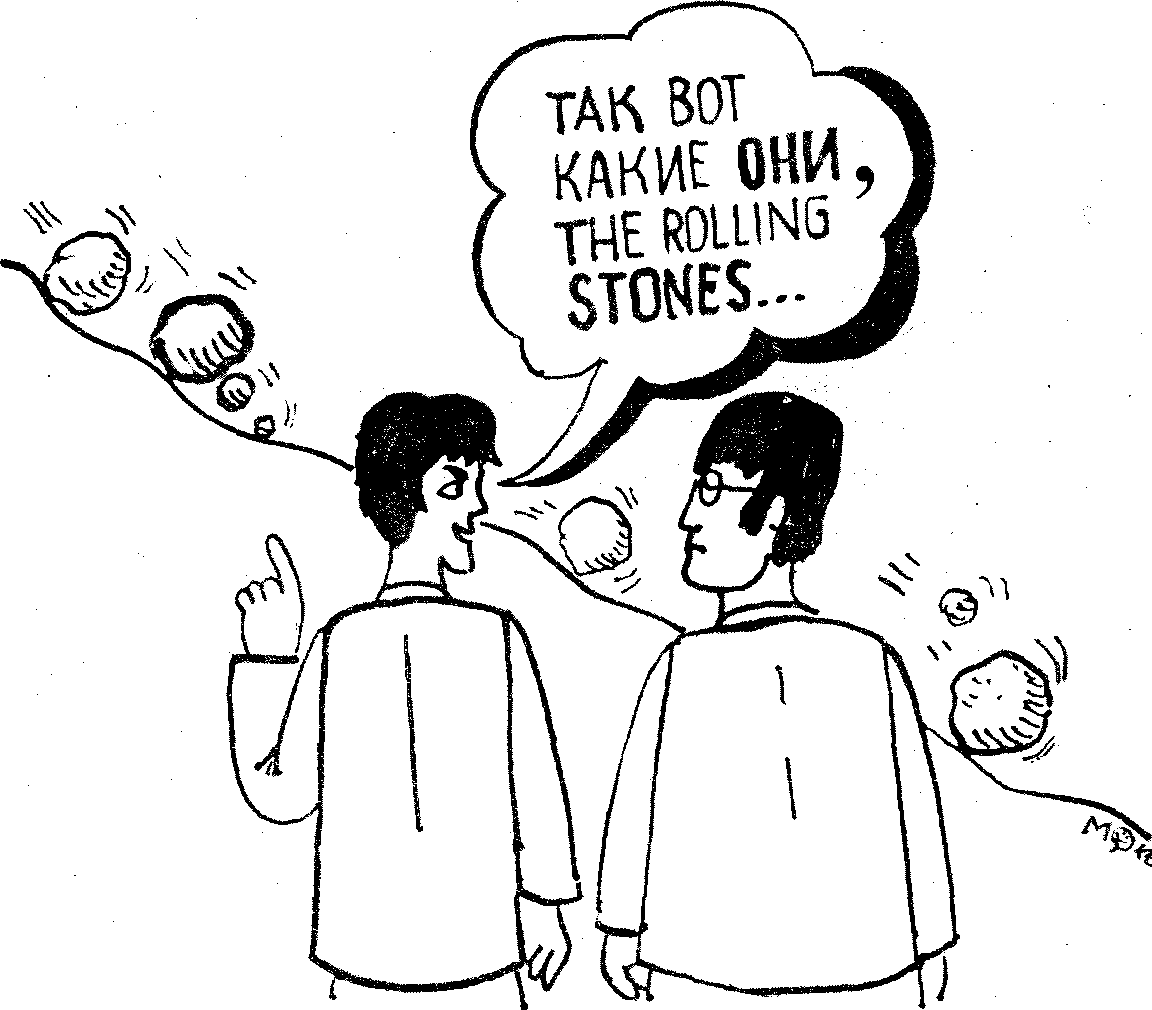 ТАК ВОТ
КАКИЕ ОНИ,
THE ROLLING
STONES...